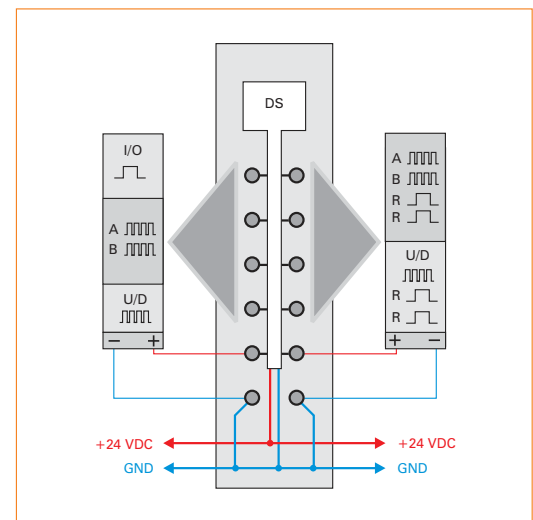 DS
I/O
A
B
U/D
− +
A
B
R
R
U/D
R
R
+ −
+24 VDC
GND
+24 VDC
GND